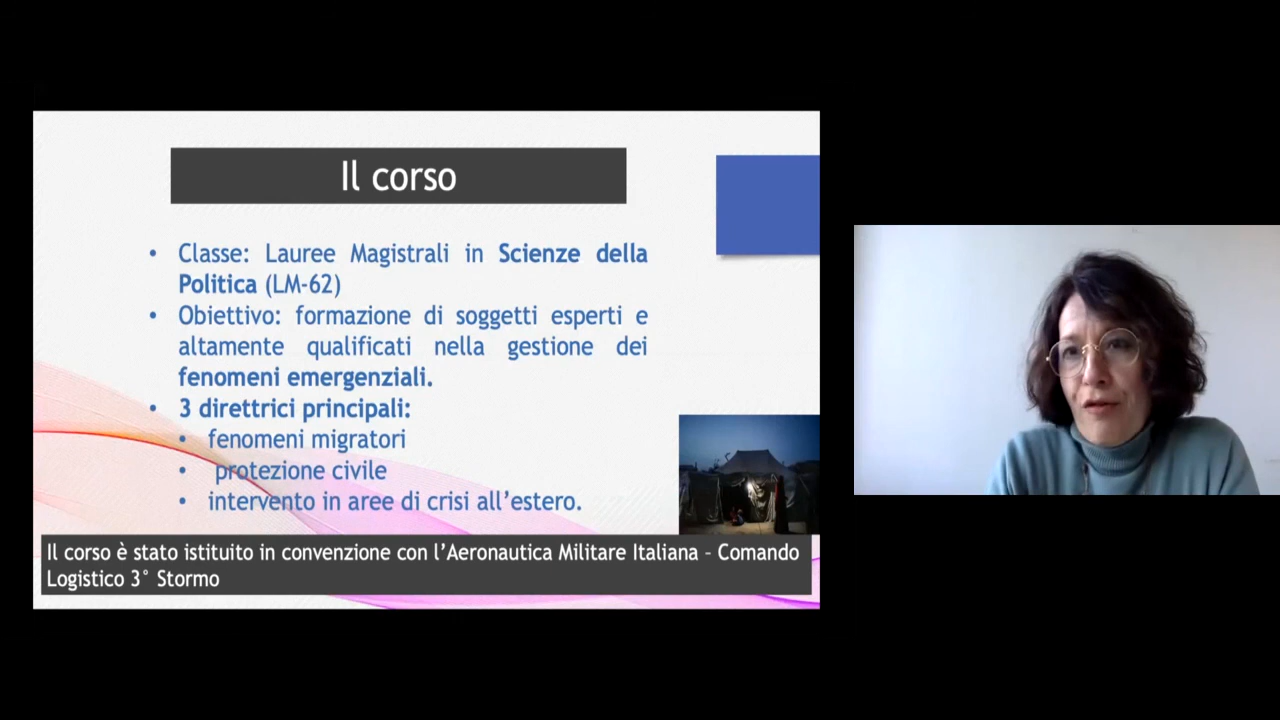 Il corso
• Classe: Lauree Magistrali in Scienze della
Politica (LM-62)
• Obiettivo: formazione di soggetti esperti e
altamente qualificati nella gestione dei
fenomeni emergenziali.
• 3 direttrici principali:
• fenomeni migratori
• protezione civile
• intervento in aree di crisi all’estero.
Il corso è stato istituito in convenzione con l’Aeronautica Militare Italiana – Comando
Logistico 3° Stormo